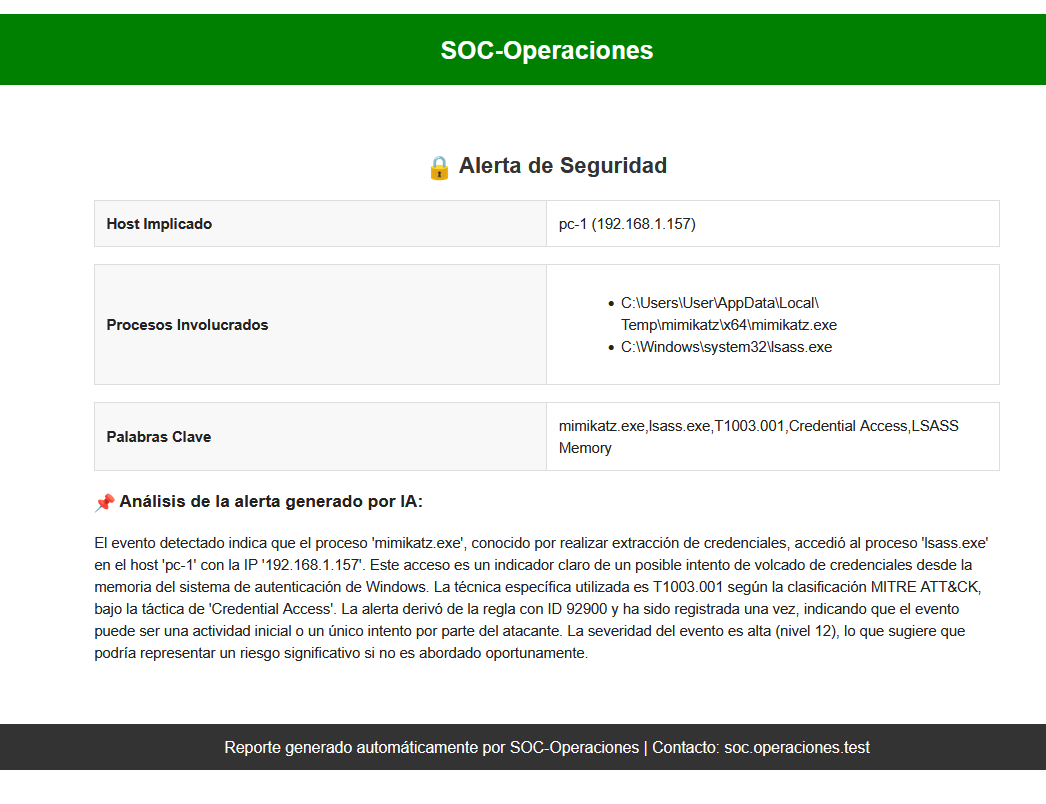 SOC-Operaciones
🔒 Alerta de Seguridad
Host Implicado
pc-1 (192.168.1.157)
Procesos Involucrados
• C:\Users\User\AppData\Local\
Temp\mimikatz\x64\mimikatz.exe
• C:\Windows\system32\lsass.exe
Palabras Clave
mimikatz.exe,lsass.exe,T1003.001,Credential Access,LSASS
Memory
📌 Análisis de la alerta generado por IA:
El evento detectado indica que el proceso 'mimikatz.exe', conocido por realizar extracción de credenciales, accedió al proceso 'lsass.exe'
en el host 'pc-1' con la IP '192.168.1.157'. Este acceso es un indicador claro de un posible intento de volcado de credenciales desde la
memoria del sistema de autenticación de Windows. La técnica específica utilizada es T1003.001 según la clasificación MITRE ATT&CK,
bajo la táctica de 'Credential Access'. La alerta derivó de la regla con ID 92900 y ha sido registrada una vez, indicando que el evento
puede ser una actividad inicial o un único intento por parte del atacante. La severidad del evento es alta (nivel 12), lo que sugiere que
podría representar un riesgo significativo si no es abordado oportunamente.
Reporte generado automáticamente por SOC-Operaciones | Contacto: soc.operaciones.test